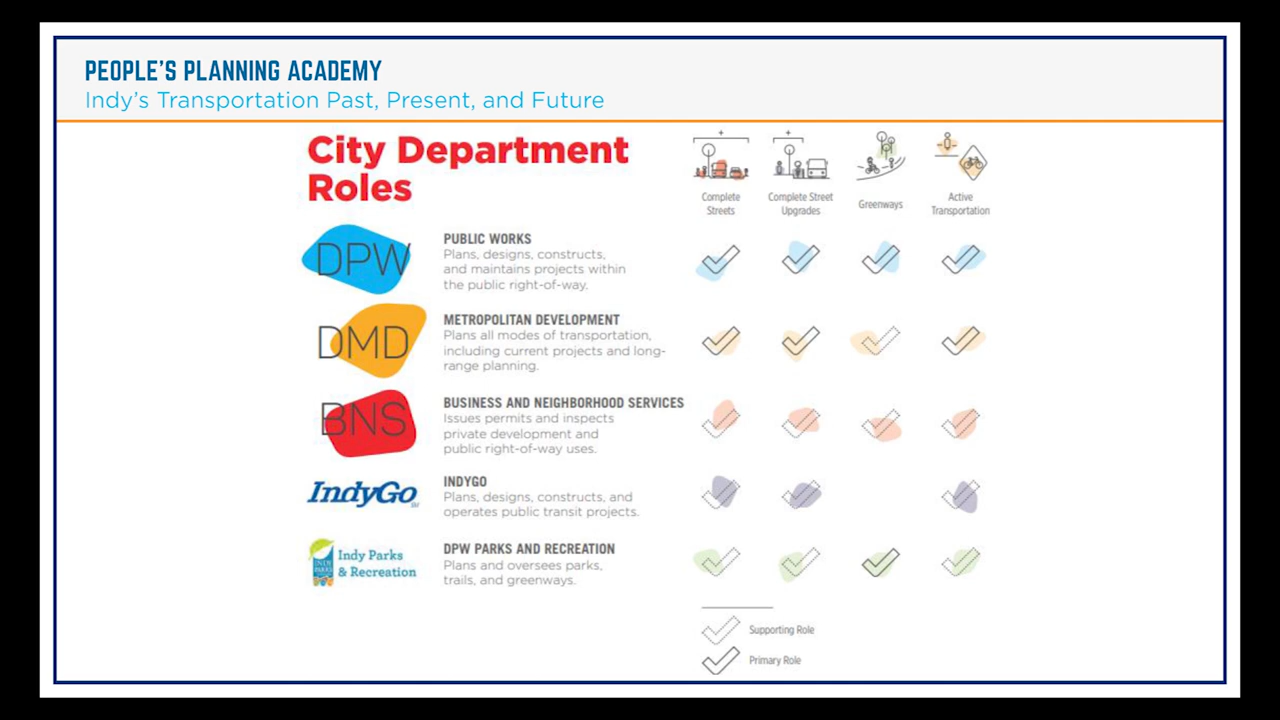 PEOPLE'S PLANNING ACADEMY
Indy's Transportation Past, Present, and Future
City Department
Roles
Complete
Streets
Complete Street
Upgrades
Greenways
Active
Transportation
DPW
PUBLIC WORKS
Plans, designs, constructs,
and maintains projects within
the public right-of-way.
DMD
METROPOLITAN DEVELOPMENT
Plans all modes of transportation,
including current projects and long-
range planning.
BNS
BUSINESS AND NEIGHBORHOOD SERVICES
Issues permits and inspects
private development and
public right-of-way uses.
IndyGo
INDYGO
Plans, designs, constructs, and
operates public transit projects.
INDY
PARKS
Indy Parks
& Recreation
DPW PARKS AND RECREATION
Plans and oversees parks,
trails, and greenways.
Supporting Role
Primary Role